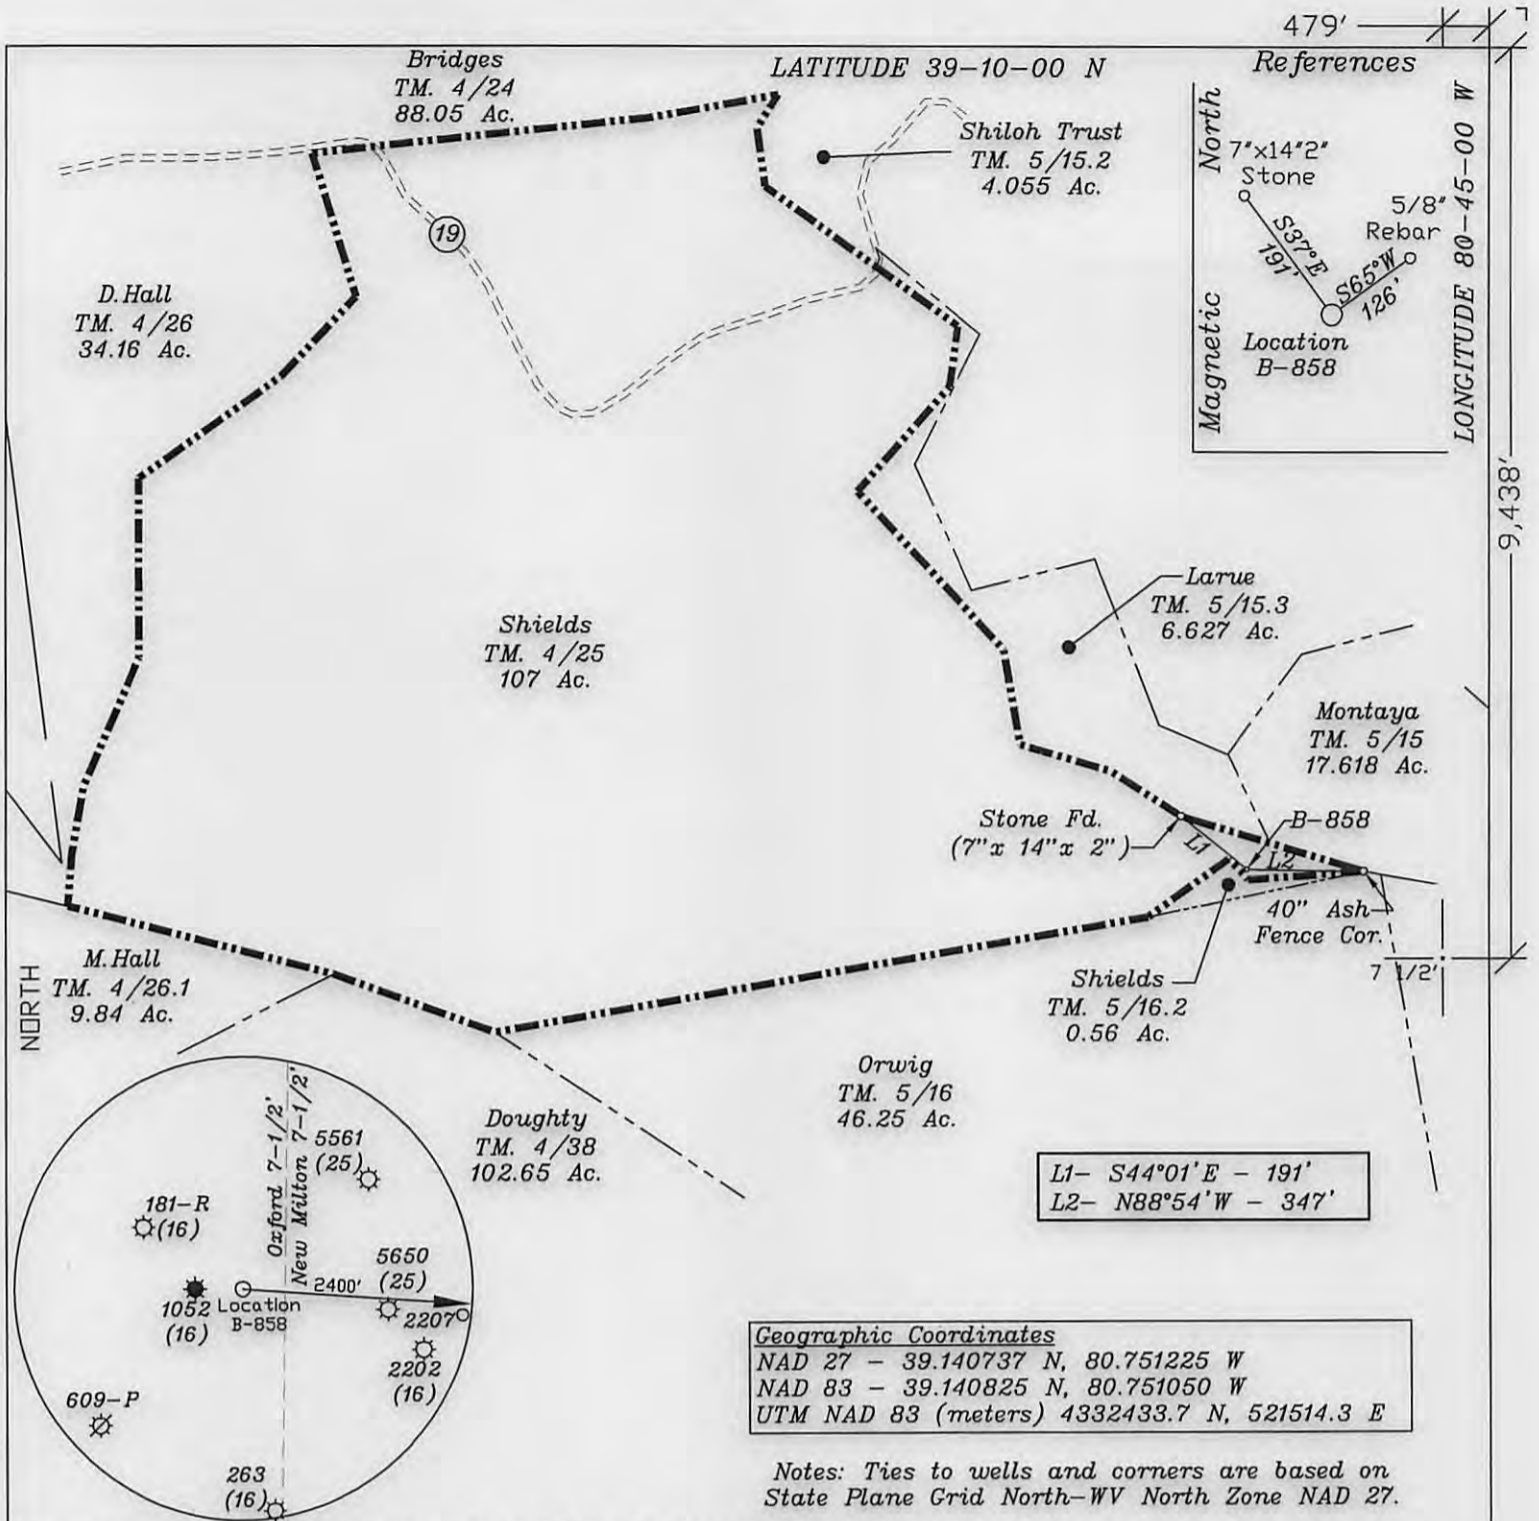 479'
Bridges
TM. 4/24
88.05 Ac.
LATITUDE 39-10-00 N
References
Shiloh Trust
TM. 5/15.2
4.055 Ac.
North
Magnetic
7"x14"2"
Stone
5/8"
Rebar
S37°E
191'
S65°W
126'
Location
B-858
LONGITUDE 80-45-00 W
9,438'
19
D.Hall
TM. 4/26
34.16 Ac.
Larue
TM. 5/15.3
6.627 Ac.
Shields
TM. 4/25
107 Ac.
Montaya
TM. 5/15
17.618 Ac.
Stone Fd.
(7"x 14"x 2")
L1
B-858
L2
40" Ash
Fence Cor.
7 1/2'
M.Hall
TM. 4/26.1
9.84 Ac.
NORTH
Shields
TM. 5/16.2
0.56 Ac.
Orwig
TM. 5/16
46.25 Ac.
Doughty
TM. 4/38
102.65 Ac.
L1- S44°01'E - 191'
L2- N88°54'W - 347'
Oxford 7-1/2'
New Milton 7-1/2'
5561
(25)
181-R
(16)
5650
(25)
2400'
1052
(16)
Location
B-858
2207
2202
(16)
609-P
263
(16)
Geographic Coordinates
NAD 27 - 39.140737 N, 80.751225 W
NAD 83 - 39.140825 N, 80.751050 W
UTM NAD 83 (meters) 4332433.7 N, 521514.3 E
Notes: Ties to wells and corners are based on
State Plane Grid North-WV North Zone NAD 27.